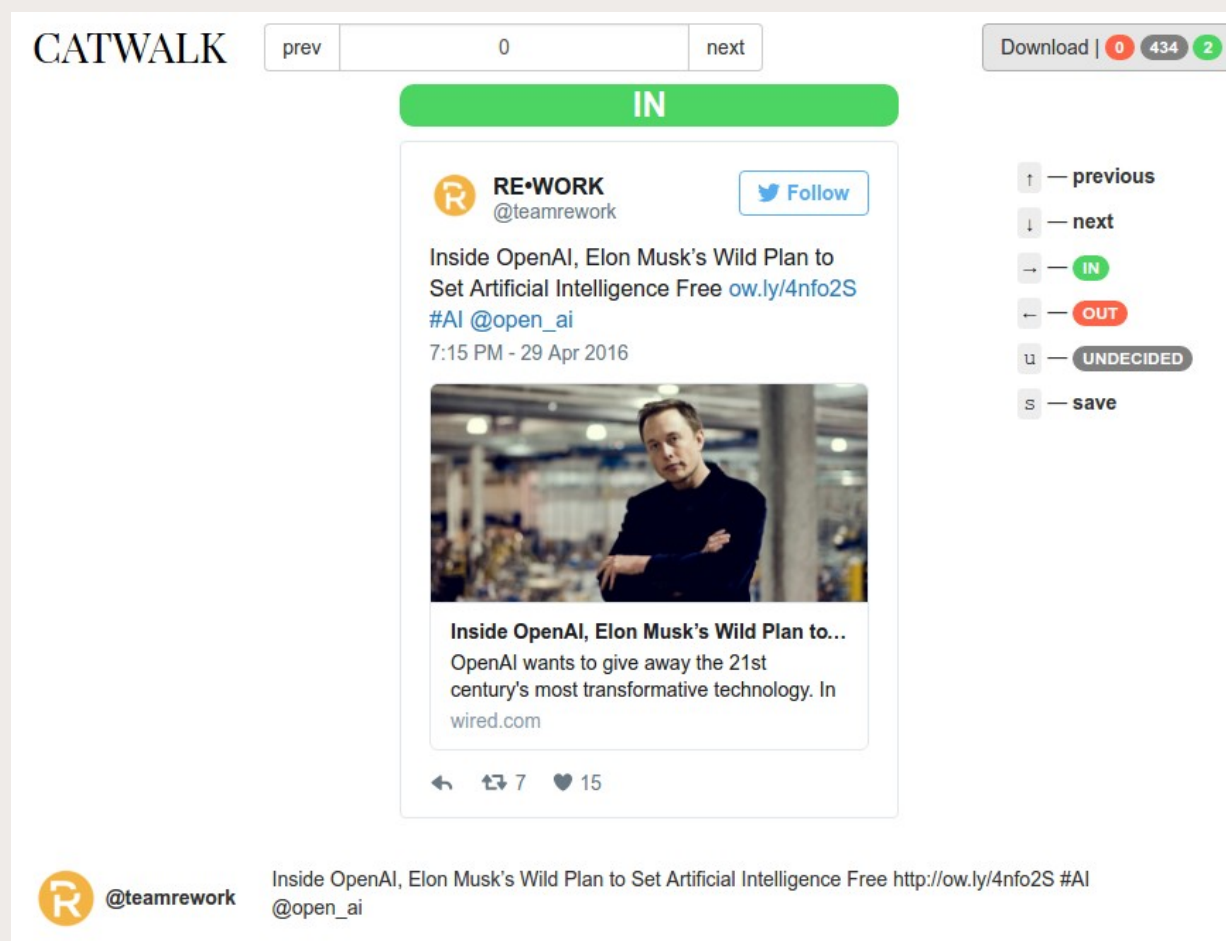 CATWALK prev 0 next Download | 0 434 2
IN
RE•WORK
@teamrework
Follow
Inside OpenAI, Elon Musk’s Wild Plan to
Set Artificial Intelligence Free ow.ly/4nfo2S
#AI @open_ai
7:15 PM - 29 Apr 2016
Inside OpenAI, Elon Musk’s Wild Plan to...
OpenAI wants to give away the 21st
century's most transformative technology. In
wired.com
7 15
↑ — previous
↓ — next
→ — IN
← — OUT
u — UNDECIDED
s — save
@teamrework
Inside OpenAI, Elon Musk’s Wild Plan to Set Artificial Intelligence Free http://ow.ly/4nfo2S #AI
@open_ai